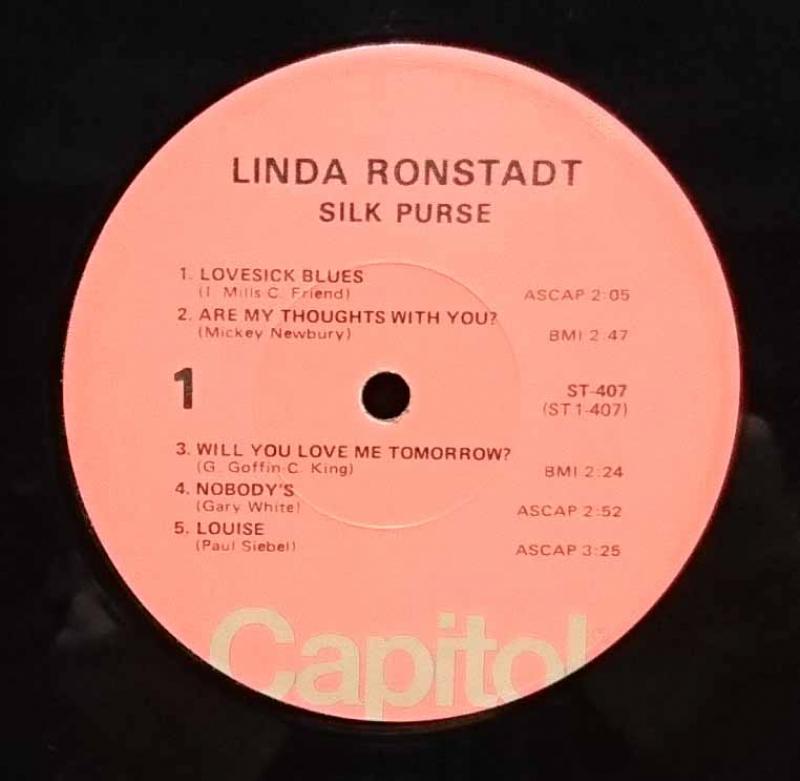 LINDA RONSTADT
SILK PURSE
1. LOVESICK BLUES
(I. Mills C. Friend) ASCAP 2:05
2. ARE MY THOUGHTS WITH YOU?
(Mickey Newbury) BMI 2:47
1
ST-407
(ST 1-407)
3. WILL YOU LOVE ME TOMORROW?
(G. Goffin-C. King) BMI 2:24
4. NOBODY'S
(Gary White) ASCAP 2:52
5. LOUISE
(Paul Siebel) ASCAP 3:25
Capitol